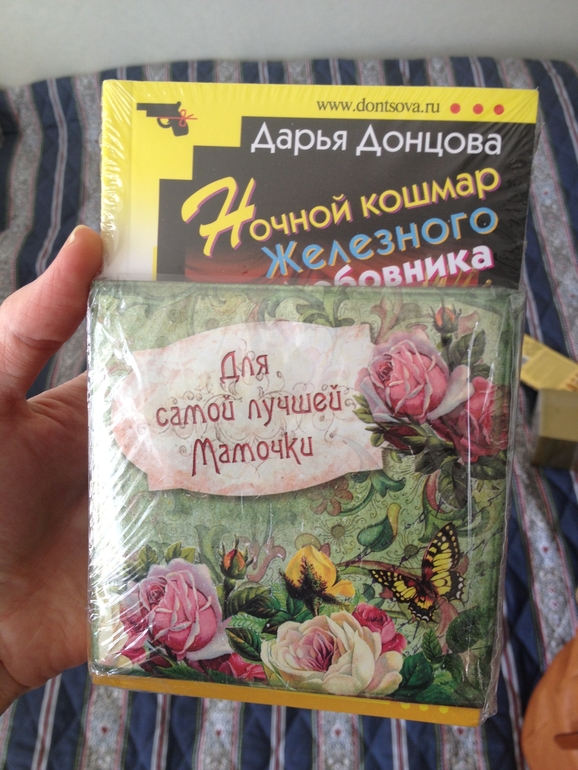 www.dontsova.ru
Дарья Донцова
Ночной кошмар
Железного
Для
самой лучшей
Мамочки